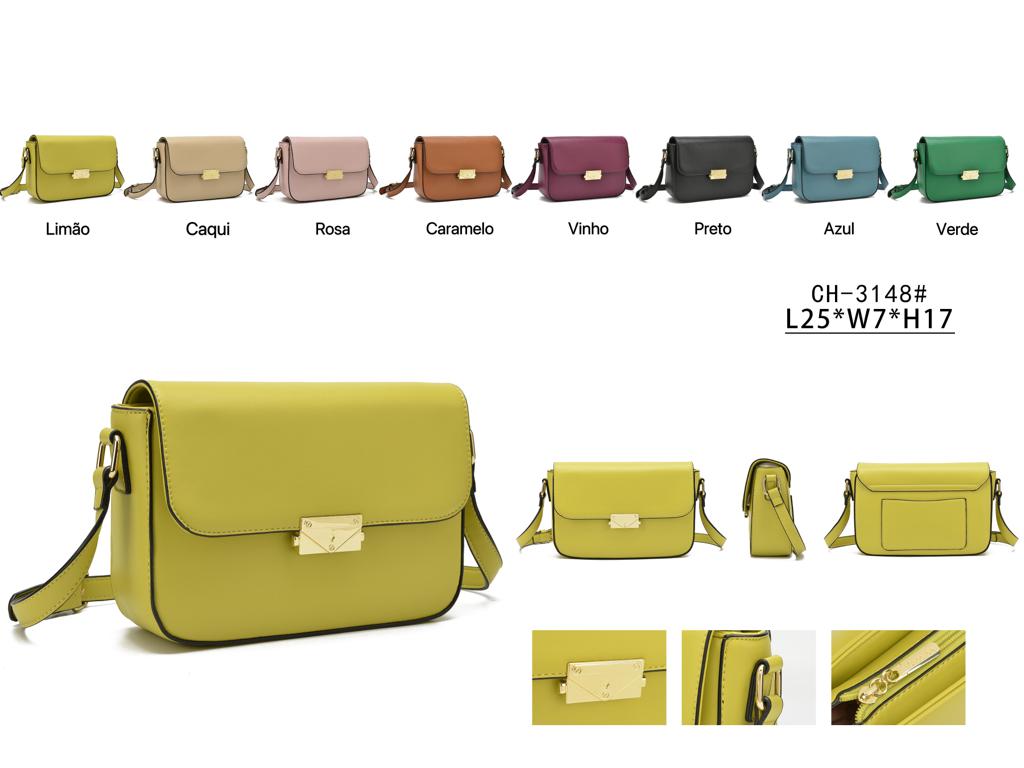 Limão
Caqui
Rosa
Caramelo
Vinho
Preto
Azul
Verde
CH-3148#
L25*W7*H17